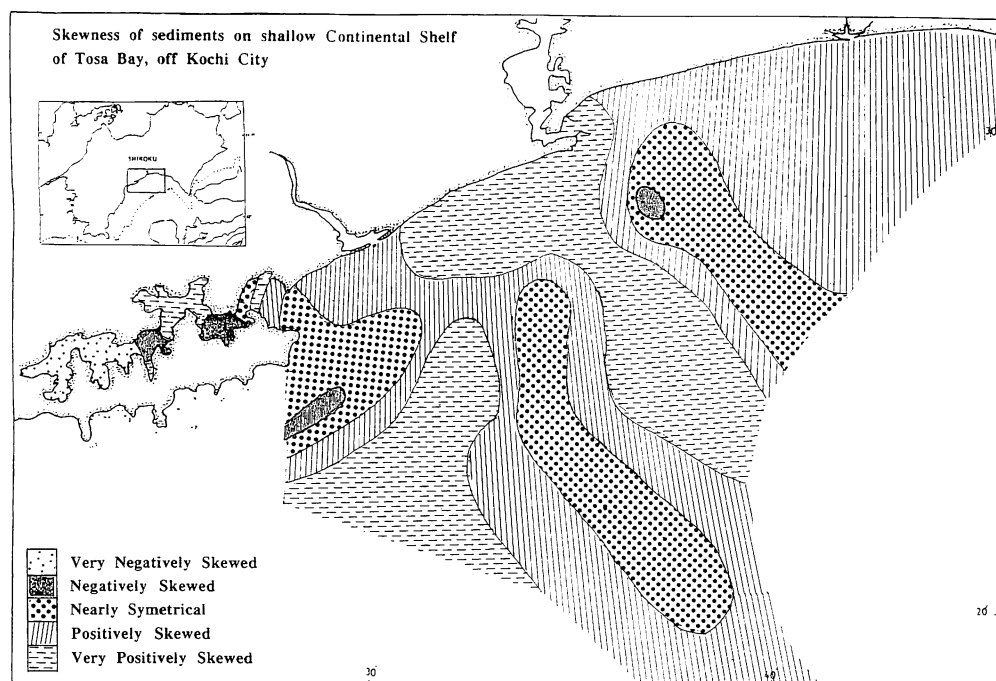 Skewness of sediments on shallow Continental Shelf
of Tosa Bay, off Kochi City
SHIKOKU
30'
20'
30'
40'
Very Negatively Skewed
Negatively Skewed
Nearly Symetrical
Positively Skewed
Very Positively Skewed